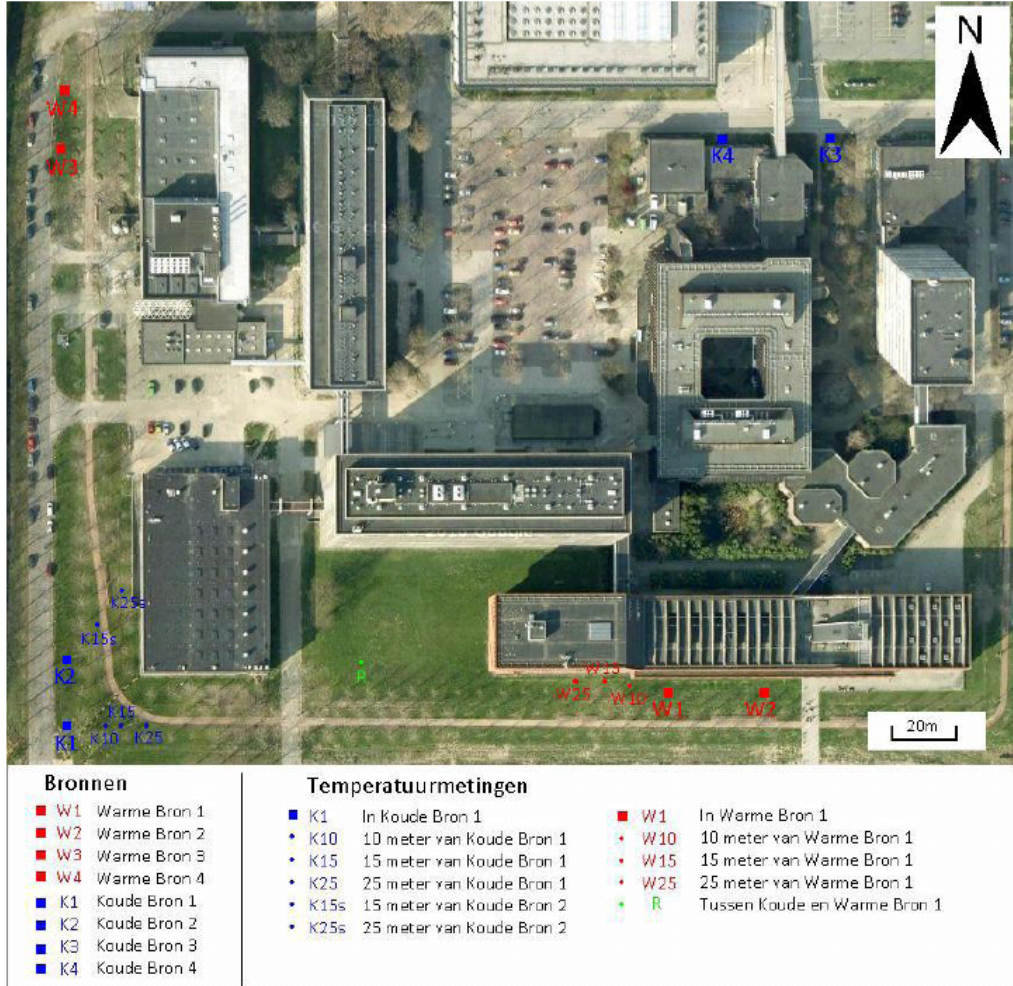 N
W4
W3
K4
K3
K25s
K15s
K2
R
W15
W25
W10
W1
W2
K15
K1
K10
K25
20m
Bronnen
W1 Warme Bron 1
W2 Warme Bron 2
W3 Warme Bron 3
W4 Warme Bron 4
K1 Koude Bron 1
K2 Koude Bron 2
K3 Koude Bron 3
K4 Koude Bron 4
Temperatuurmetingen
K1 In Koude Bron 1
K10 10 meter van Koude Bron 1
K15 15 meter van Koude Bron 1
K25 25 meter van Koude Bron 1
K15s 15 meter van Koude Bron 2
K25s 25 meter van Koude Bron 2
W1 In Warme Bron 1
W10 10 meter van Warme Bron 1
W15 15 meter van Warme Bron 1
W25 25 meter van Warme Bron 1
R Tussen Koude en Warme Bron 1